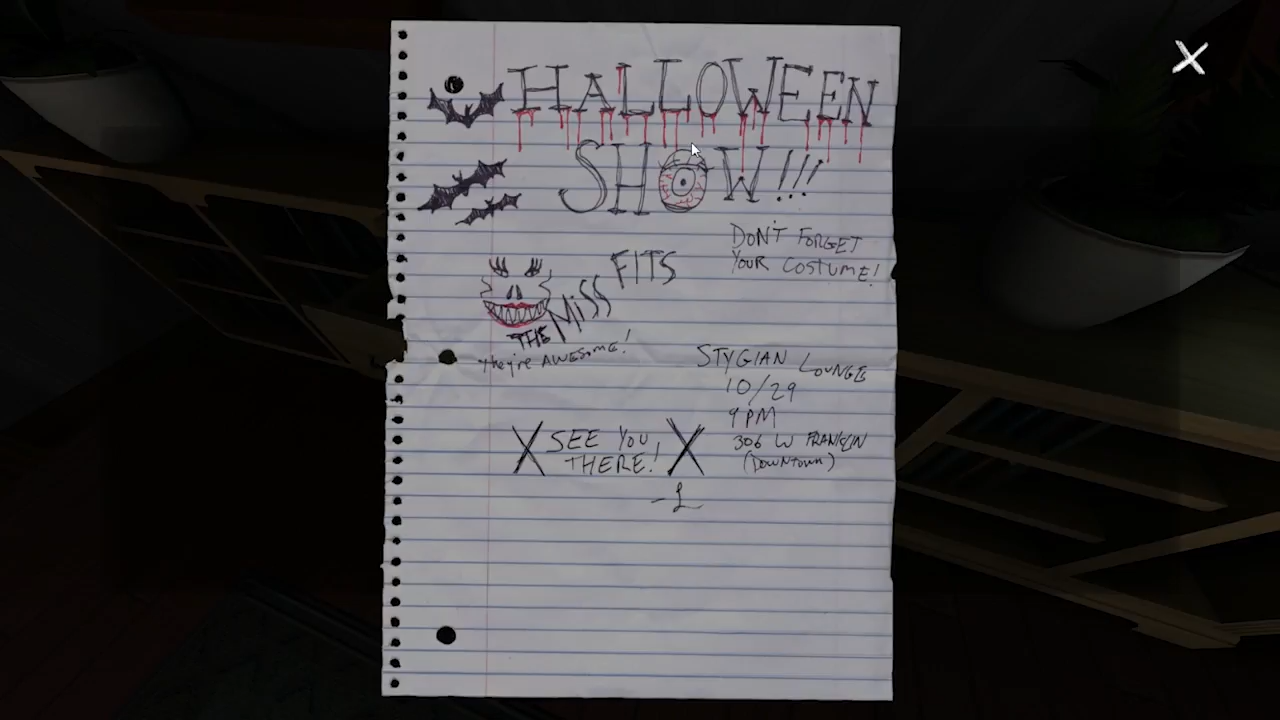 HALLOWEEN
SHOW!!!
DON'T FORGET
YOUR COSTUME!
THE MISS FITS
They're AWESOME!
STYGIAN LOUNGE
10/29
9PM
306 W FRANKLIN
(DOWNTOWN)
X SEE YOU X
THERE!
-L